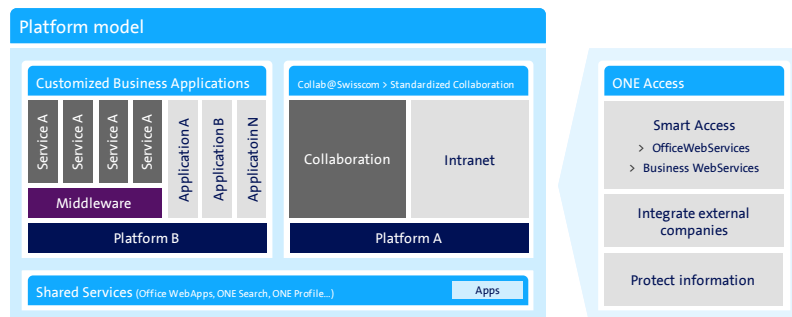 Platform model
Customized Business Applications
Service A
Service A
Service A
Service A
Application A
Application B
Applicatoin N
Middleware
Platform B
Collab@Swisscom > Standardized Collaboration
Collaboration
Intranet
Platform A
Shared Services (Office WebApps, ONE Search, ONE Profile...)
Apps
ONE Access
Smart Access
> OfficeWebServices
> Business WebServices
Integrate external
companies
Protect information